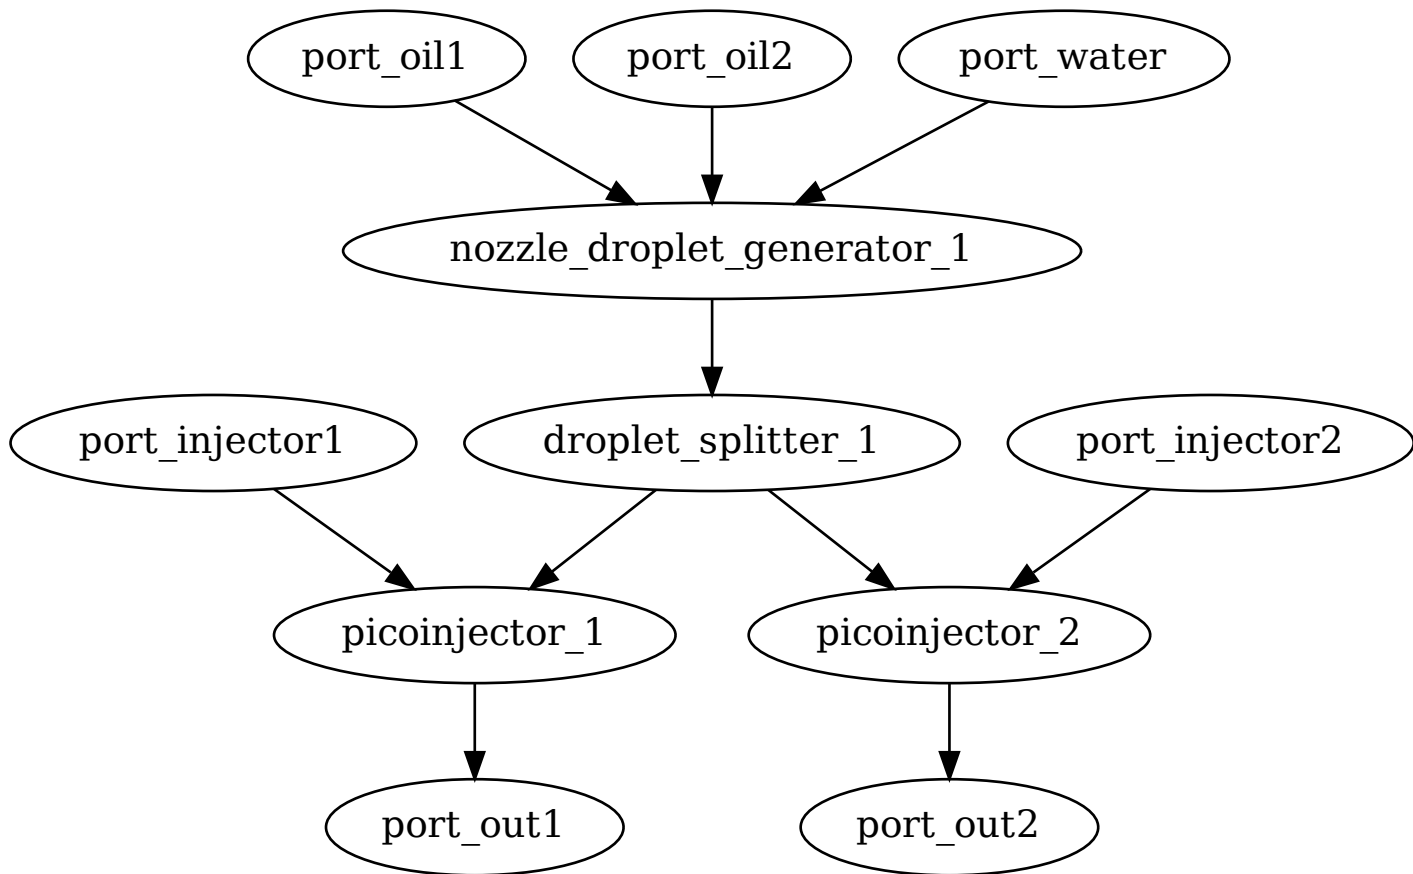 port_oil1
port_oil2
port_water
nozzle_droplet_generator_1
port_injector1
droplet_splitter_1
port_injector2
picoinjector_1
picoinjector_2
port_out1
port_out2